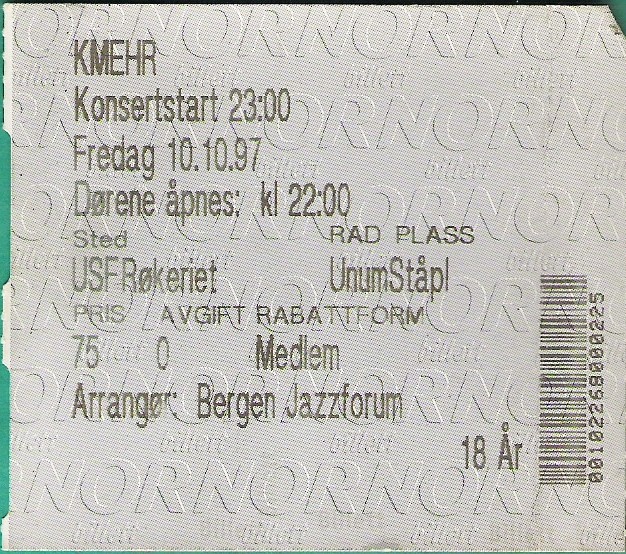 KMEHR
Konsertstart 23:00
Fredag 10.10.97
Dørene åpnes: kl 22:00
Sted RAD PLASS
USFRøkeriet UnumStåpl
PRIS AVGIFT RABATTFORM
75 0 Medlem
Arrangør: Bergen Jazzforum
18 År
00102268000225